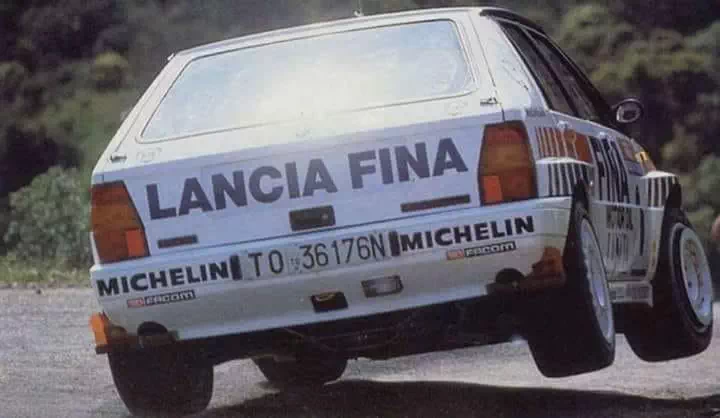 LANCIA FINA
MICHELIN
FACOM
TO 36176N
MICHELIN
FACOM
FINA